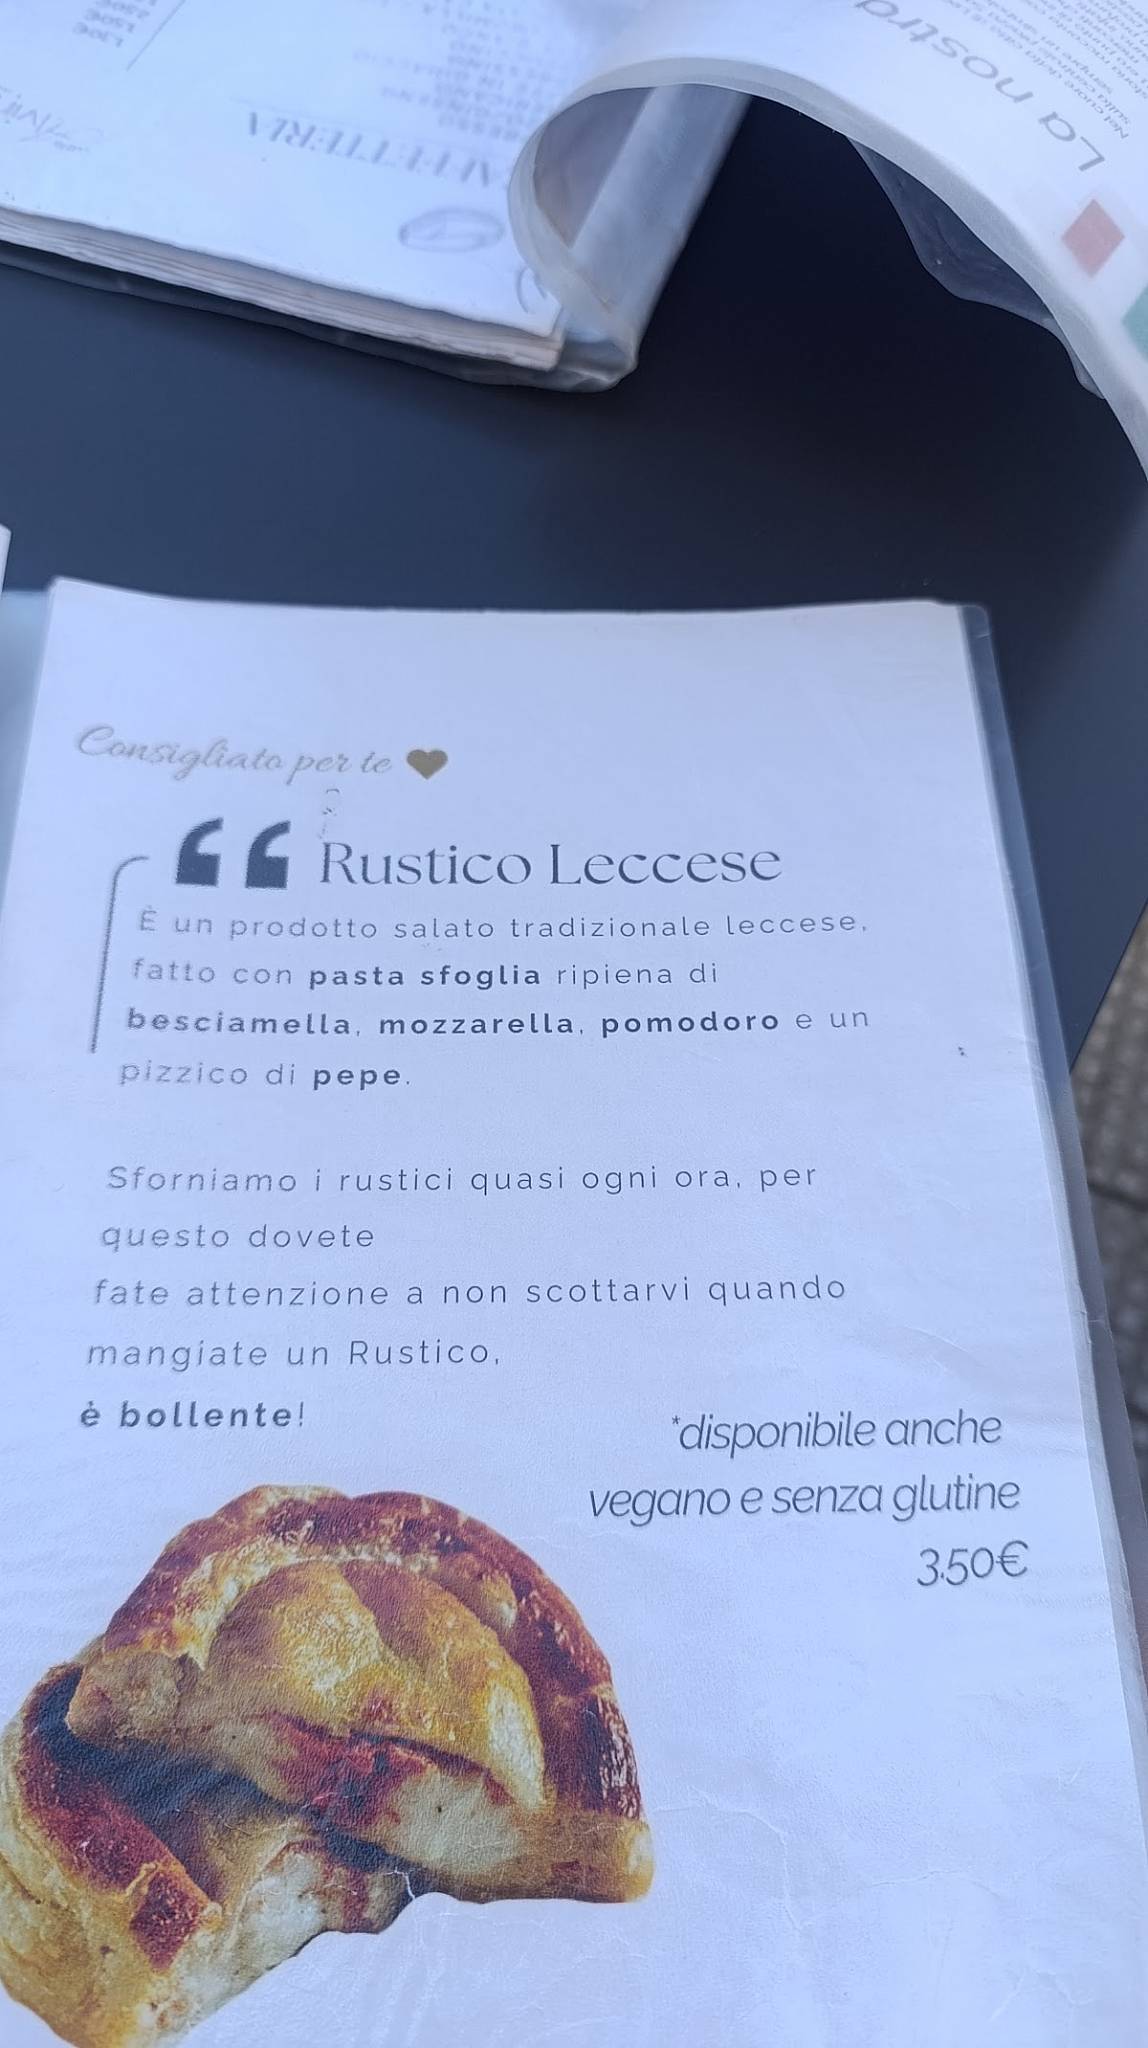 La nostra
Consigliato per te
Rustico Leccese
È un prodotto salato tradizionale leccese,
fatto con pasta sfoglia ripiena di
besciamella, mozzarella, pomodoro e un
pizzico di pepe.
Sforniamo i rustici quasi ogni ora, per
questo dovete
fate attenzione a non scottarvi quando
mangiate un Rustico,
è bollente!
*disponibile anche
vegano e senza glutine
3.50€